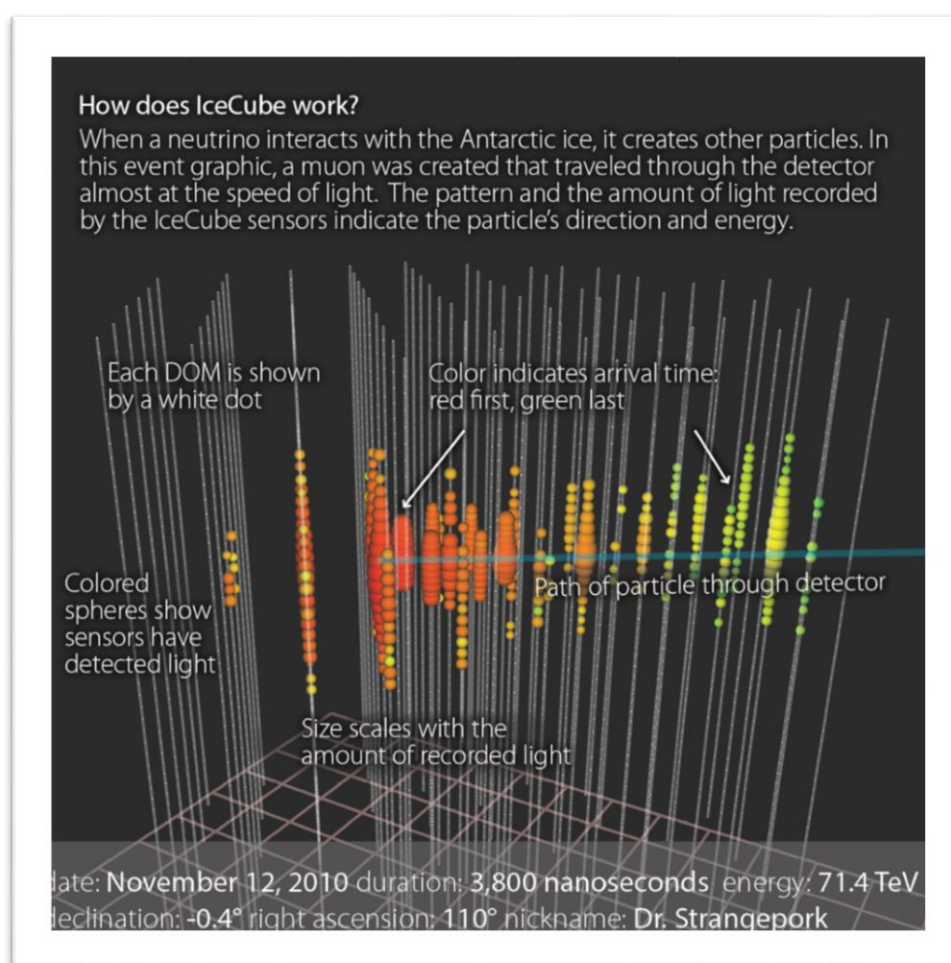 How does IceCube work?
When a neutrino interacts with the Antarctic ice, it creates other particles. In
this event graphic, a muon was created that traveled through the detector
almost at the speed of light. The pattern and the amount of light recorded
by the IceCube sensors indicate the particle's direction and energy.
Each DOM is shown
by a white dot
Color indicates arrival time:
red first, green last
Colored
spheres show
sensors have
detected light
Path of particle through detector
Size scales with the
amount of recorded light
date: November 12, 2010 duration: 3,800 nanoseconds energy: 71.4 TeV
declination: -0.4° right ascension: 110° nickname: Dr. Strangepork